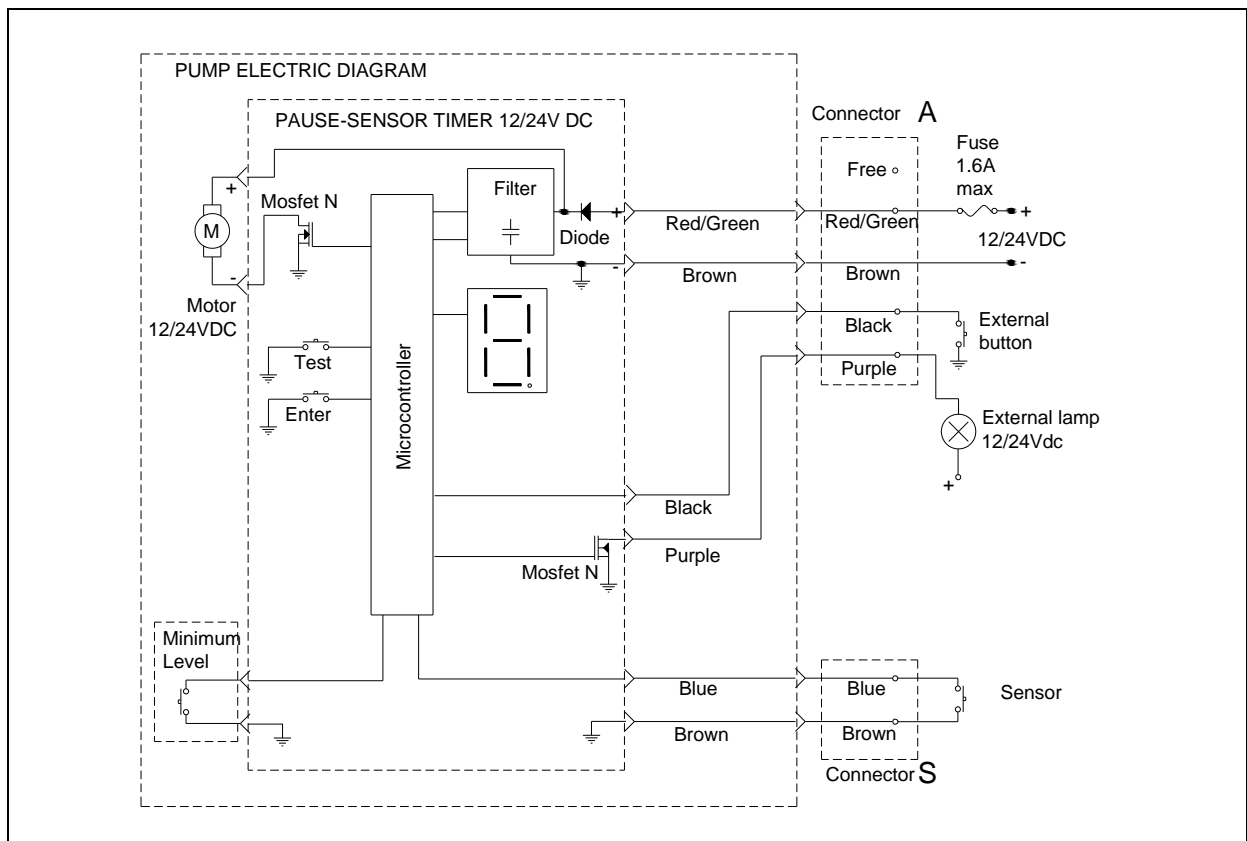 PUMP ELECTRIC DIAGRAM
PAUSE-SENSOR TIMER 12/24V DC
Connector A
Fuse
1.6A
max
Free
Filter
Mosfet N
+
M
-
Motor
12/24VDC
Diode
+
-
Red/Green
Red/Green
+
12/24VDC
-
Brown
Brown
Black
External
button
Purple
Test
Enter
Microcontroller
External lamp
12/24Vdc
+
Black
Purple
Mosfet N
Minimum
Level
Blue
Blue
Sensor
Brown
Brown
Connector S